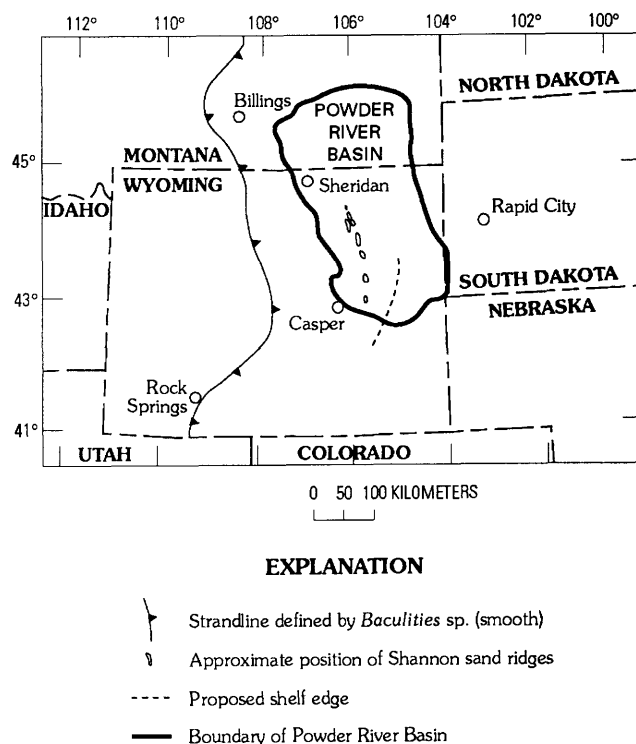 112° 110° 108° 106° 104° 102° 100°
NORTH DAKOTA
Billings
POWDER
RIVER
BASIN
45°
MONTANA
WYOMING
Sheridan
IDAHO
Rapid City
SOUTH DAKOTA
43°
NEBRASKA
Casper
Rock
Springs
41°
UTAH
COLORADO
0 50 100 KILOMETERS
EXPLANATION
Strandline defined by Baculities sp. (smooth)
Approximate position of Shannon sand ridges
Proposed shelf edge
Boundary of Powder River Basin